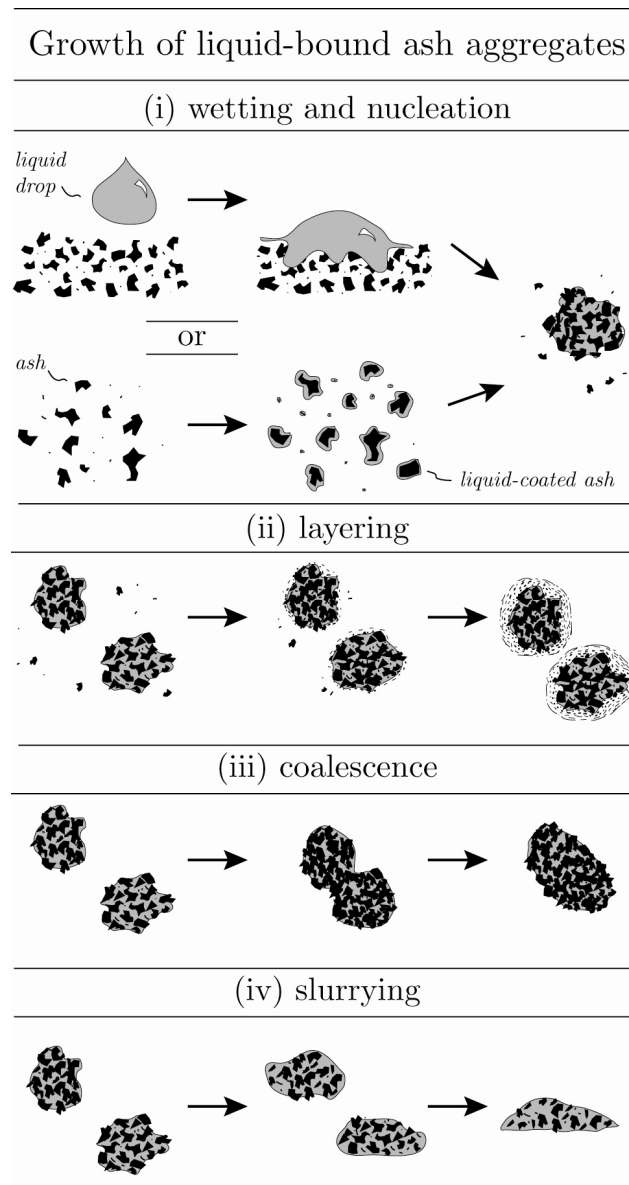 Growth of liquid-bound ash aggregates
(i) wetting and nucleation
liquid
drop
or
ash
liquid-coated ash
(ii) layering
(iii) coalescence
(iv) slurrying